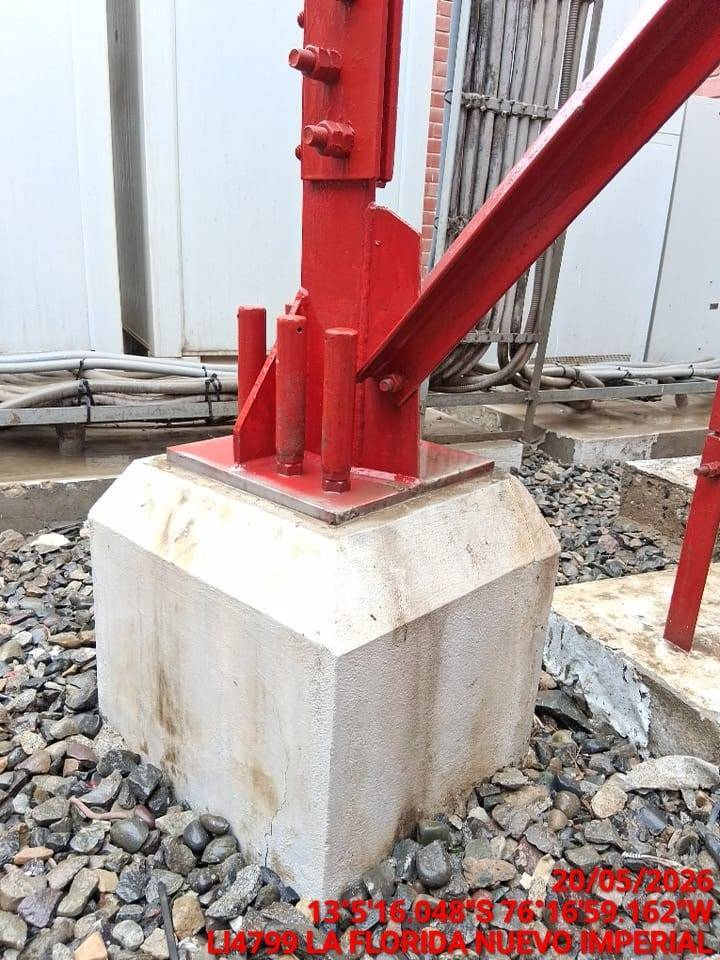 20/05/2026
13°5'16.048"S 76°16'59.162"W
LI4799 LA FLORIDA NUEVO IMPERIAL